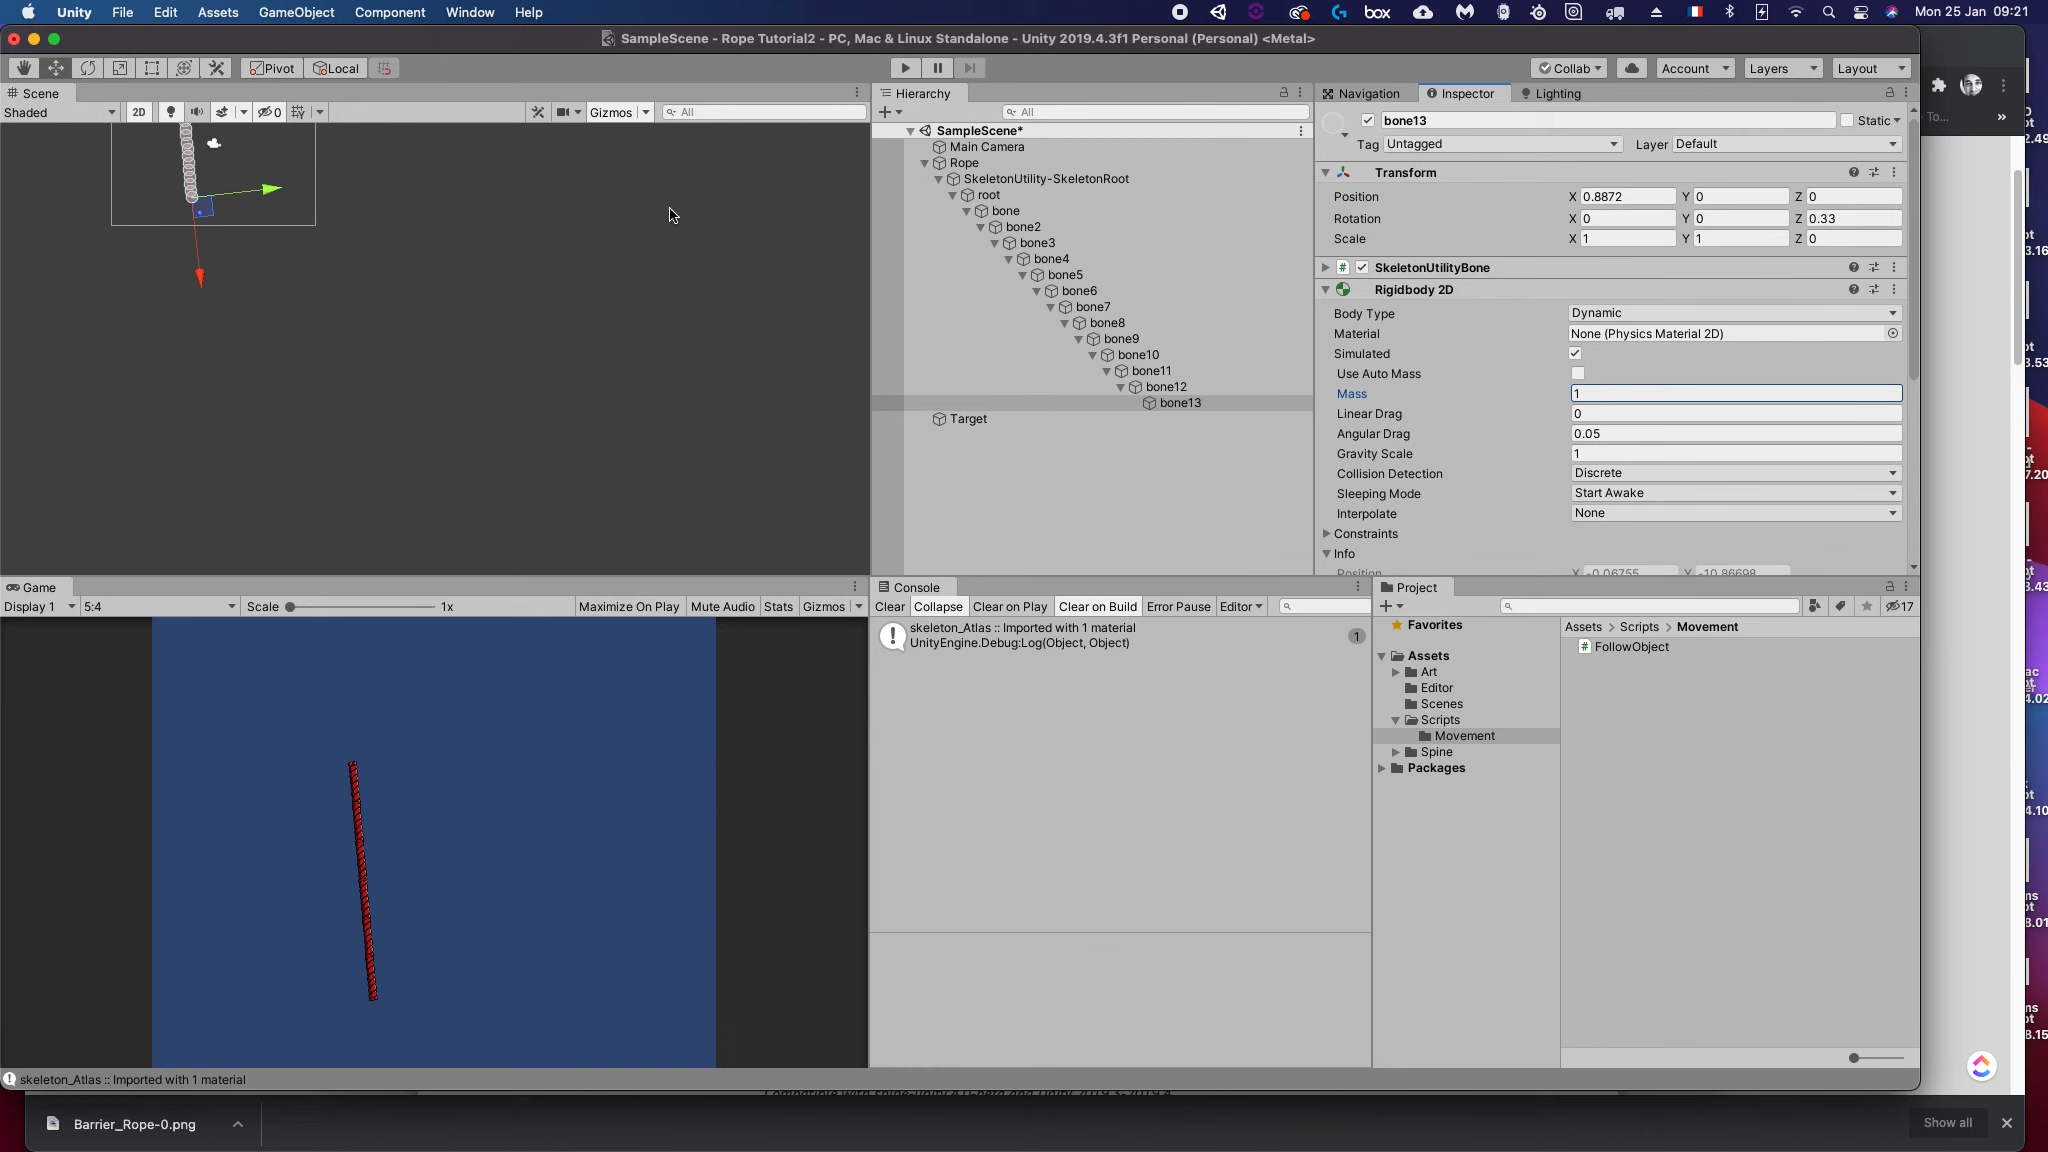 Unity File Edit Assets GameObject Component Window Help
box
Mon 25 Jan 09:21
SampleScene - Rope Tutorial2 - PC, Mac & Linux Standalone - Unity 2019.4.3f1 Personal (Personal) <Metal>
Pivot Local
Collab Account Layers Layout
Scene
Shaded 2D 0 Gizmos All
Hierarchy
All
SampleScene*
Main Camera
Rope
SkeletonUtility-SkeletonRoot
root
bone
bone2
bone3
bone4
bone5
bone6
bone7
bone8
bone9
bone10
bone11
bone12
bone13
Target
Navigation Inspector Lighting
bone13 Static
Tag Untagged Layer Default
Transform
Position X 0.8872 Y 0 Z 0
Rotation X 0 Y 0 Z 0.33
Scale X 1 Y 1 Z 0
SkeletonUtilityBone
Rigidbody 2D
Body Type Dynamic
Material None (Physics Material 2D)
Simulated
Use Auto Mass
Mass 1
Linear Drag 0
Angular Drag 0.05
Gravity Scale 1
Collision Detection Discrete
Sleeping Mode Start Awake
Interpolate None
Constraints
Info
Position X -0.06755 Y -10.86698
Game
Display 1 5:4 Scale 1x Maximize On Play Mute Audio Stats Gizmos
Console
Clear Collapse Clear on Play Clear on Build Error Pause Editor
skeleton_Atlas :: Imported with 1 material
UnityEngine.Debug:Log(Object, Object)
1
Project
17
Favorites
Assets
Art
Editor
Scenes
Scripts
Movement
Spine
Packages
Assets > Scripts > Movement
FollowObject
skeleton_Atlas :: Imported with 1 material
Barrier_Rope-0.png
Show all